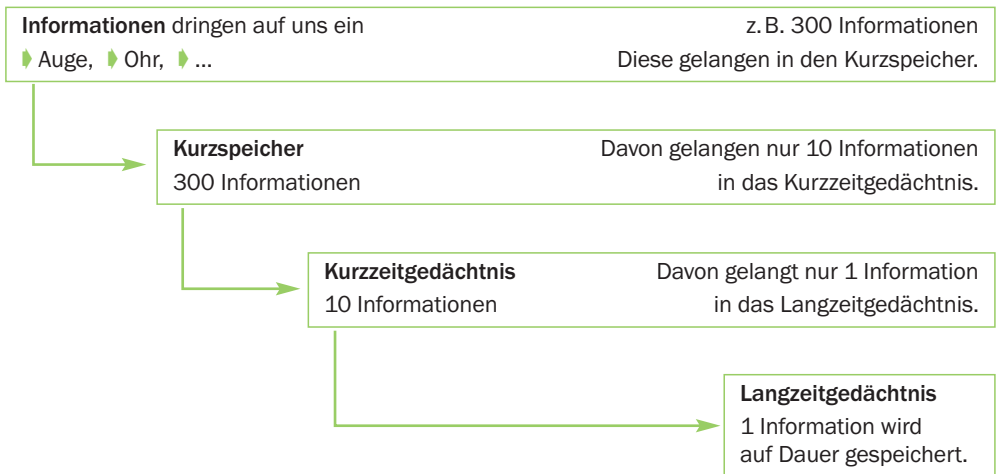 Informationen dringen auf uns ein z.B. 300 Informationen
Auge, Ohr, ... Diese gelangen in den Kurzspeicher.
Kurzspeicher Davon gelangen nur 10 Informationen
300 Informationen in das Kurzzeitgedächtnis.
Kurzzeitgedächtnis Davon gelangt nur 1 Information
10 Informationen in das Langzeitgedächtnis.
Langzeitgedächtnis
1 Information wird
auf Dauer gespeichert.